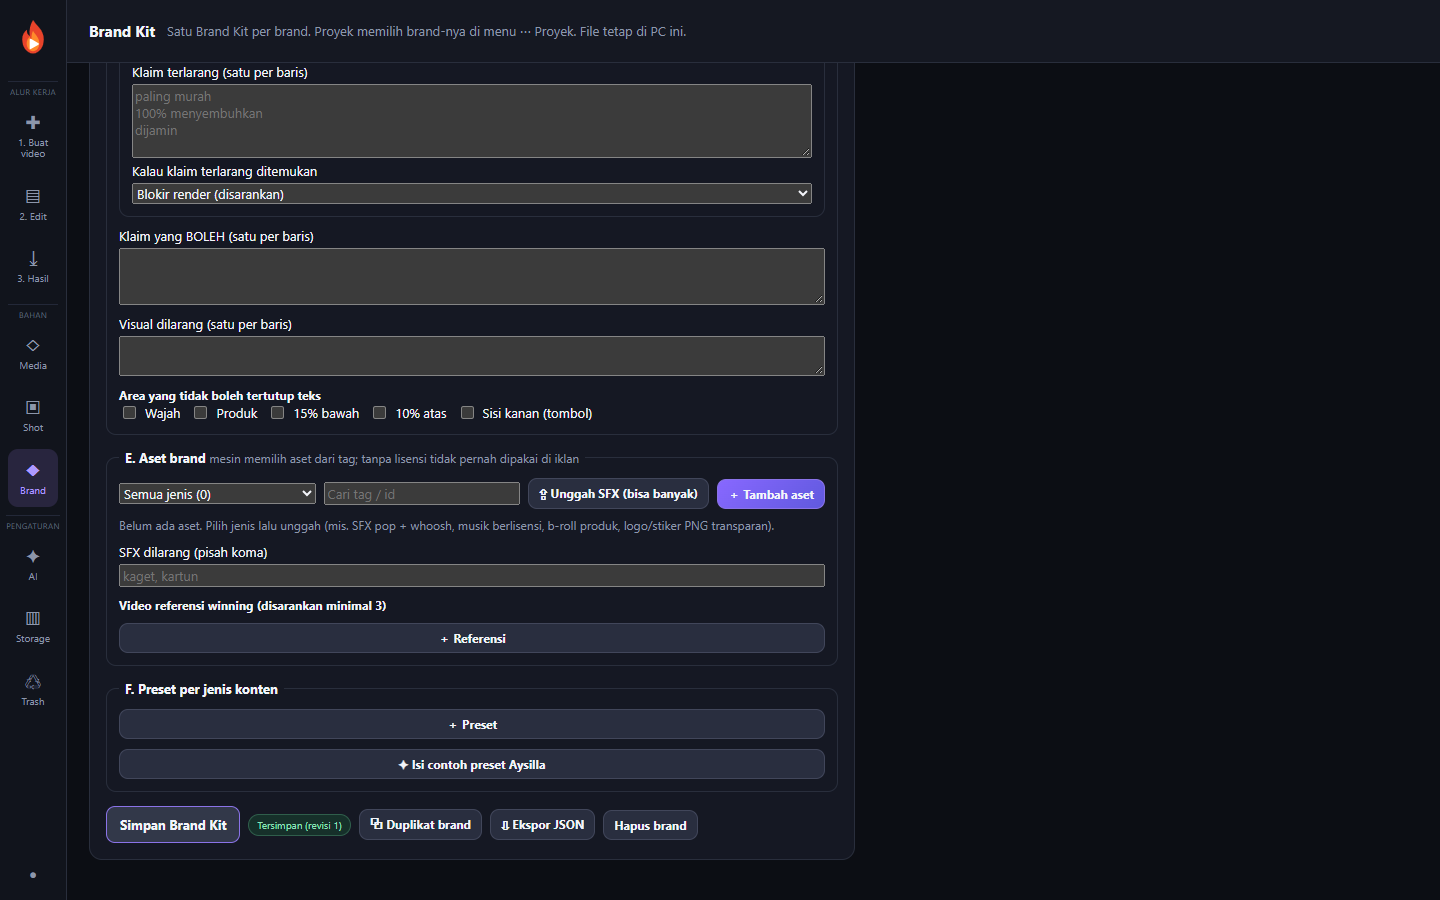 Brand Kit
Satu Brand Kit per brand. Proyek memilih brand-nya di menu ··· Proyek. File tetap di PC ini.
ALUR KERJA
1. Buat
video
2. Edit
3. Hasil
BAHAN
Media
Shot
Brand
PENGATURAN
AI
Storage
Trash
Klaim terlarang (satu per baris)
paling murah
100% menyembuhkan
dijamin
Kalau klaim terlarang ditemukan
Blokir render (disarankan)
Klaim yang BOLEH (satu per baris)
Visual dilarang (satu per baris)
Area yang tidak boleh tertutup teks
Wajah Produk 15% bawah 10% atas Sisi kanan (tombol)
E. Aset brand mesin memilih aset dari tag; tanpa lisensi tidak pernah dipakai di iklan
Semua jenis (0) Cari tag / id Unggah SFX (bisa banyak) + Tambah aset
Belum ada aset. Pilih jenis lalu unggah (mis. SFX pop + whoosh, musik berlisensi, b-roll produk, logo/stiker PNG transparan).
SFX dilarang (pisah koma)
kaget, kartun
Video referensi winning (disarankan minimal 3)
+ Referensi
F. Preset per jenis konten
+ Preset
✦ Isi contoh preset Aysilla
Simpan Brand Kit Tersimpan (revisi 1) Duplikat brand Ekspor JSON Hapus brand